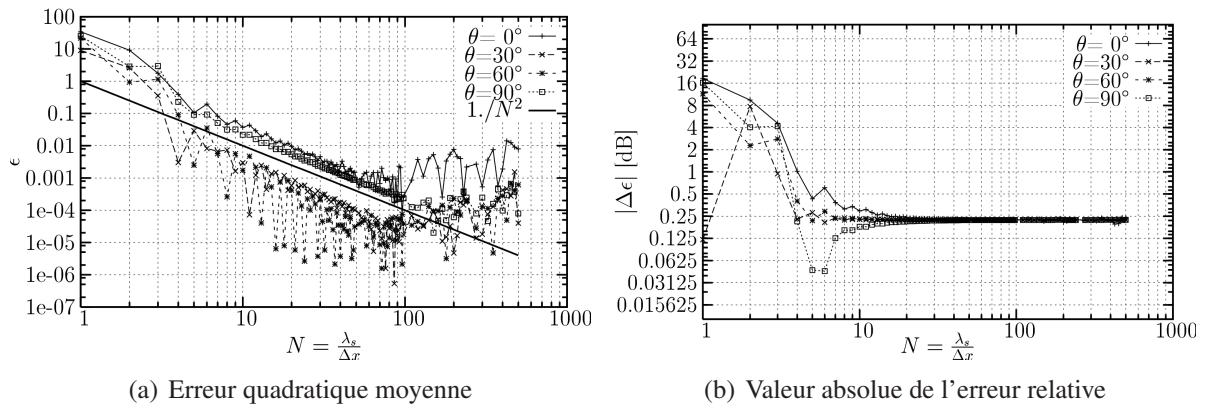 100
10
1
0.1
0.01
0.001
1e-04
1e-05
1e-06
1e-07
ϵ
1
10
100
1000
N = λs/Δx
θ= 0°
θ=30°
θ=60°
θ=90°
1./N²
(a) Erreur quadratique moyenne
64
32
16
8
4
2
1
0.5
0.25
0.125
0.0625
0.03125
0.015625
|Δϵ| [dB]
1
10
100
1000
N = λs/Δx
θ= 0°
θ=30°
θ=60°
θ=90°
(b) Valeur absolue de l'erreur relative